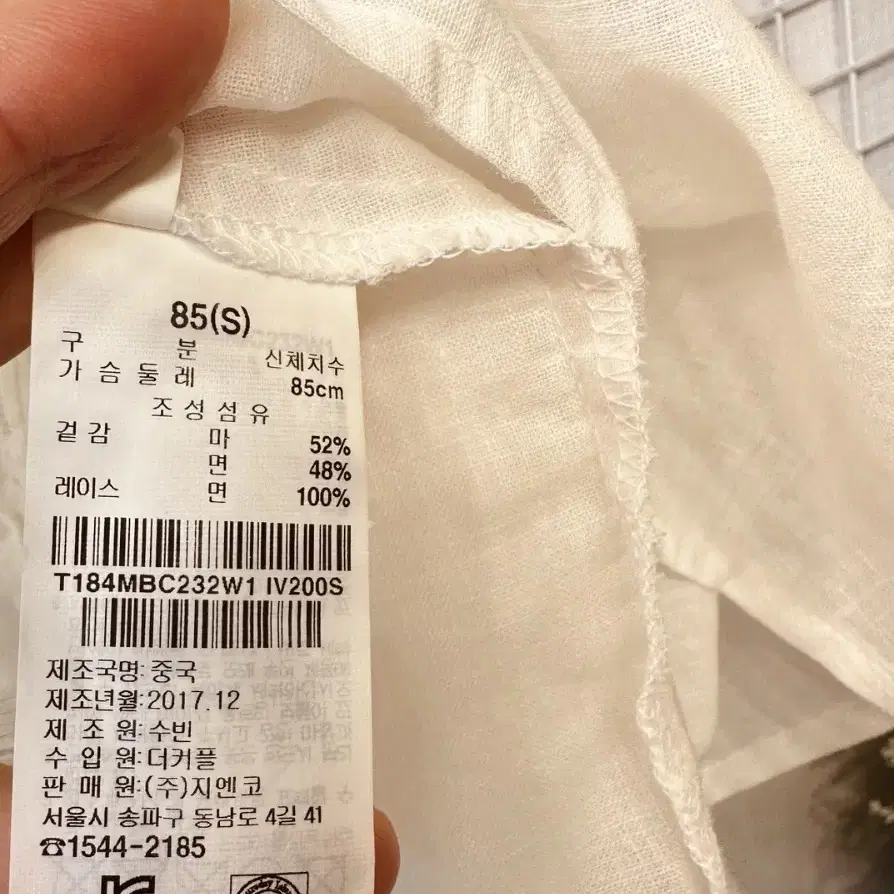 85(S)
구 분 신체치수
가 슴 둘 레 85cm
조 성 섬 유
겉 감 마 52%
면 48%
레이스 면 100%
T184MBC232W1 IV200S
제조국명: 중국
제조년월: 2017.12
제 조 원: 수빈
수 입 원: 더커플
판 매 원: (주)지엔코
서울시 송파구 동남로 4길 41
☎1544-2185